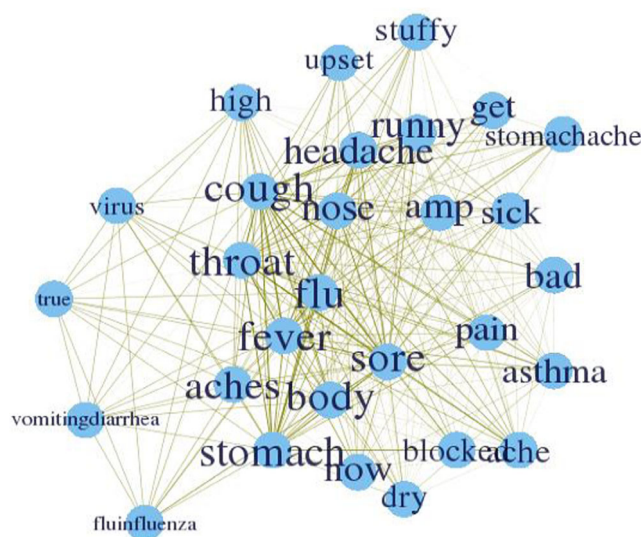 stuffy
upset
high
get
runny
stomachache
headache
cough
virus
nose
amp
sick
throat
bad
true
flu
fever
pain
sore
asthma
aches
body
vomitingdiarrhea
stomach
blocked
ache
now
dry
fluinfluenza